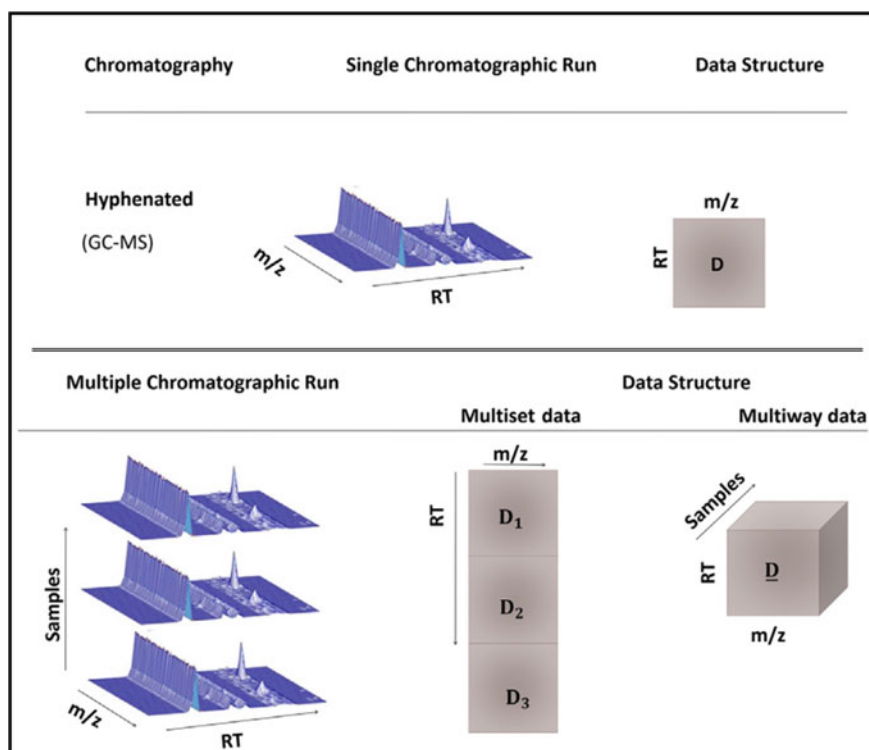 Chromatography Single Chromatographic Run Data Structure
Hyphenated
(GC-MS)
m/z
RT
m/z
RT
D
Multiple Chromatographic Run Data Structure
Multiset data Multiway data
Samples
m/z
RT
m/z
RT
D1
D2
D3
Samples
RT
D
m/z